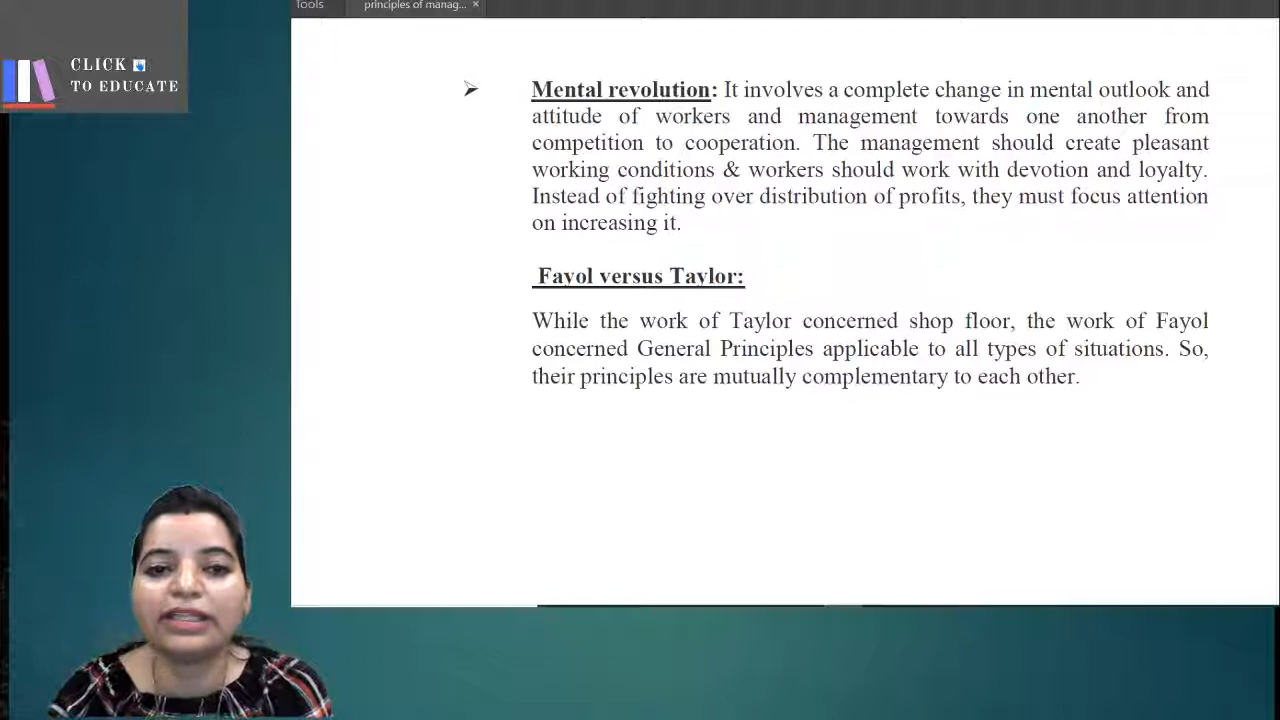 Tools principles of manag... ×
CLICK
TO EDUCATE
➤ Mental revolution: It involves a complete change in mental outlook and
attitude of workers and management towards one another from
competition to cooperation. The management should create pleasant
working conditions & workers should work with devotion and loyalty.
Instead of fighting over distribution of profits, they must focus attention
on increasing it.
Fayol versus Taylor:
While the work of Taylor concerned shop floor, the work of Fayol
concerned General Principles applicable to all types of situations. So,
their principles are mutually complementary to each other.